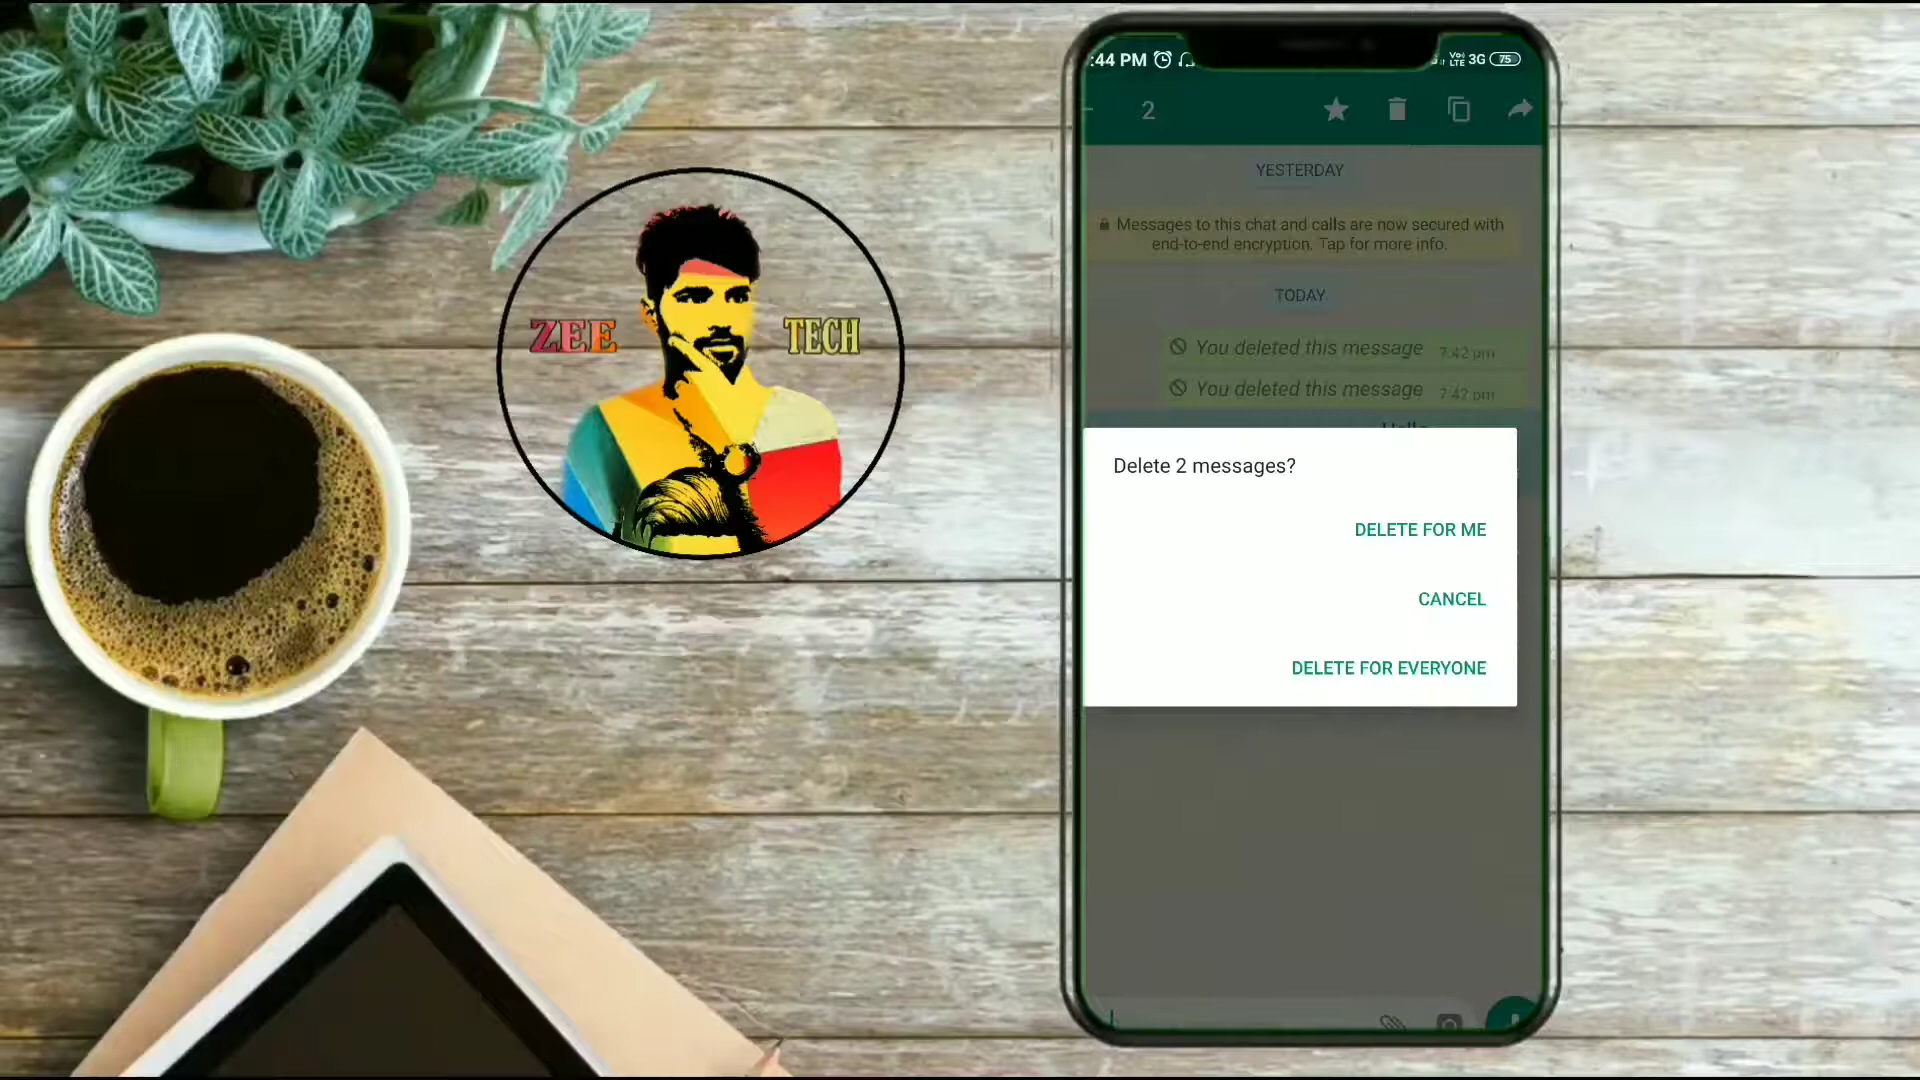 ZEE TECH
:44 PM
Vo) LTE 3G 75
2
YESTERDAY
Messages to this chat and calls are now secured with
end-to-end encryption. Tap for more info.
TODAY
You deleted this message 7:42 pm
You deleted this message 7:42 pm
Delete 2 messages?
DELETE FOR ME
CANCEL
DELETE FOR EVERYONE